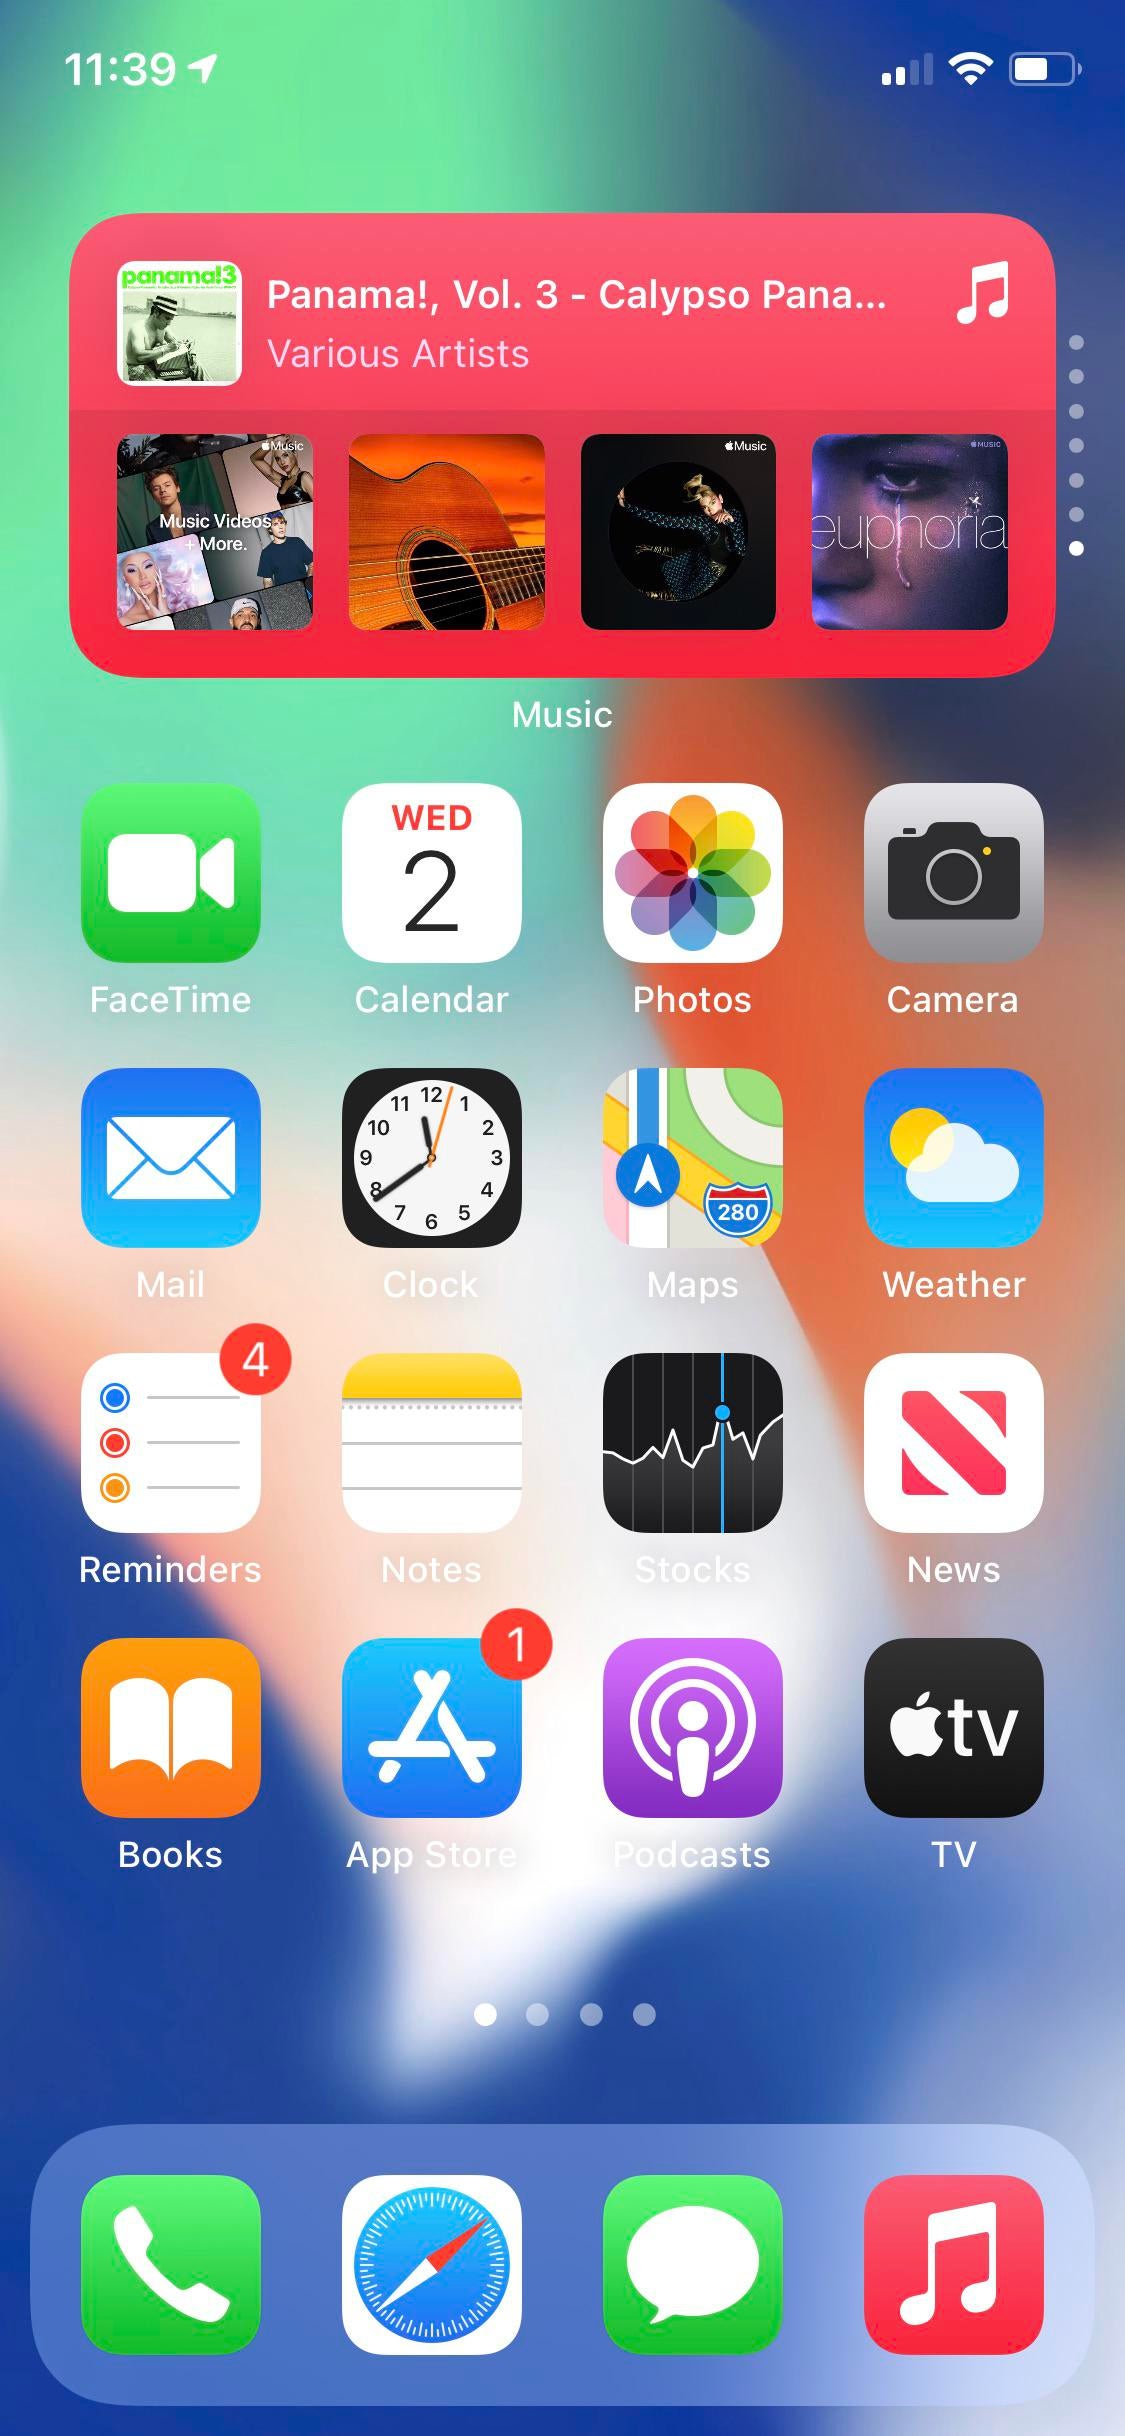 11:39
panama!3
Panama!, Vol. 3 - Calypso Pana...
Various Artists
Music
Music Videos
+ More.
Music
MUSIC
euphoria
Music
WED
2
FaceTime
Calendar
Photos
Camera
12
11
1
10
2
9
3
8
4
7
5
6
280
Mail
Clock
Maps
Weather
4
Reminders
Notes
Stocks
News
1
tv
Books
App Store
Podcasts
TV